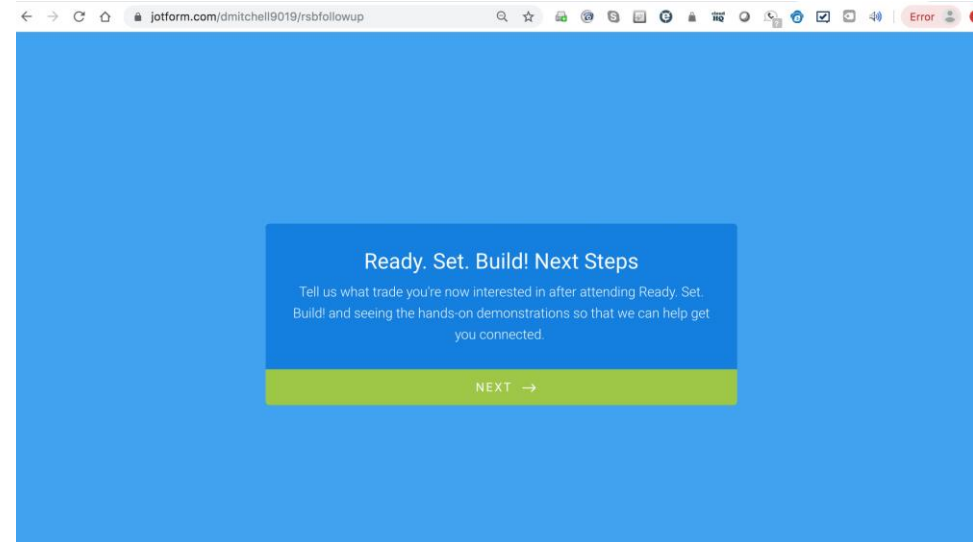 jotform.com/dmitchell9019/rsbfollowup
Error
Ready. Set. Build! Next Steps
Tell us what trade you're now interested in after attending Ready. Set.
Build! and seeing the hands-on demonstrations so that we can help get
you connected.
NEXT →